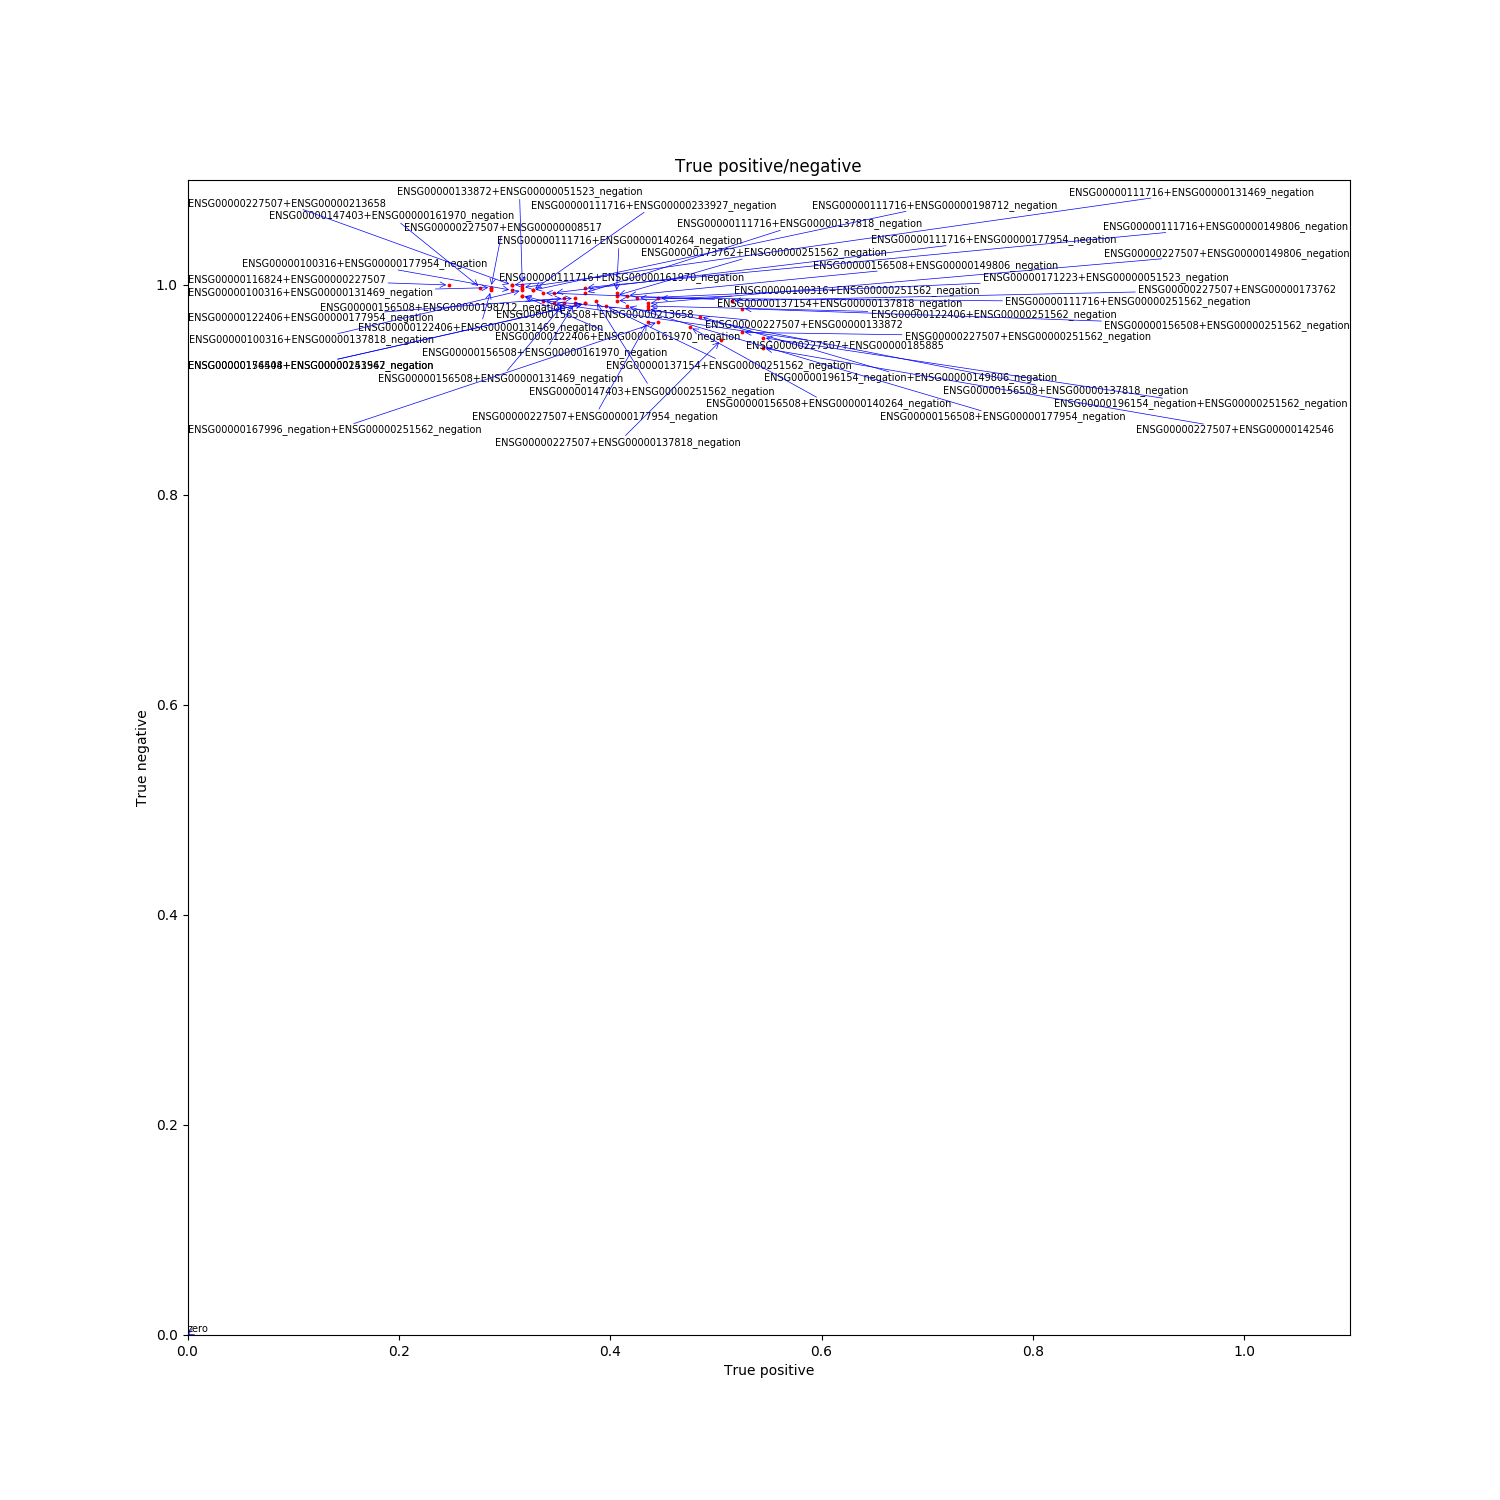 True positive/negative
ENSG00000133872+ENSG00000051523_negation
ENSG00000111716+ENSG00000131469_negation
ENSG00000227507+ENSG00000213658
ENSG00000111716+ENSG00000233927_negation
ENSG00000111716+ENSG00000198712_negation
ENSG00000147403+ENSG00000161970_negation
ENSG00000111716+ENSG00000137818_negation
ENSG00000227507+ENSG00000008517
ENSG00000111716+ENSG00000149806_negation
ENSG00000111716+ENSG00000140264_negation
ENSG00000111716+ENSG00000177954_negation
ENSG00000173762+ENSG00000251562_negation
ENSG00000227507+ENSG00000149806_negation
ENSG00000100316+ENSG00000177954_negation
ENSG00000156508+ENSG00000149806_negation
ENSG00000116824+ENSG00000227507
ENSG00000111716+ENSG00000161970_negation
ENSG00000171223+ENSG00000051523_negation
1.0
ENSG00000100316+ENSG00000131469_negation
ENSG00000100316+ENSG00000251562_negation
ENSG00000227507+ENSG00000173762
ENSG00000137154+ENSG00000137818_negation
ENSG00000111716+ENSG00000251562_negation
ENSG00000156508+ENSG00000198712_negation
ENSG00000122406+ENSG00000177954_negation
ENSG00000156508+ENSG00000213658
ENSG00000122406+ENSG00000251562_negation
ENSG00000122406+ENSG00000131469_negation
ENSG00000227507+ENSG00000133872
ENSG00000156508+ENSG00000251562_negation
ENSG00000100316+ENSG00000137818_negation
ENSG00000122406+ENSG00000161970_negation
ENSG00000227507+ENSG00000251562_negation
ENSG00000227507+ENSG00000185885
ENSG00000156508+ENSG00000161970_negation
ENSG00000137154+ENSG00000251562_negation
ENSG00000156508+ENSG00000131469_negation
ENSG00000196154_negation+ENSG00000149806_negation
ENSG00000147403+ENSG00000251562_negation
ENSG00000156508+ENSG00000137818_negation
ENSG00000156508+ENSG00000140264_negation
ENSG00000196154_negation+ENSG00000251562_negation
ENSG00000227507+ENSG00000177954_negation
ENSG00000156508+ENSG00000177954_negation
ENSG00000167996_negation+ENSG00000251562_negation
ENSG00000227507+ENSG00000142546
ENSG00000227507+ENSG00000137818_negation
0.8
0.6
True negative
0.4
0.2
zero
0.0
0.0 0.2 0.4 0.6 0.8 1.0
True positive